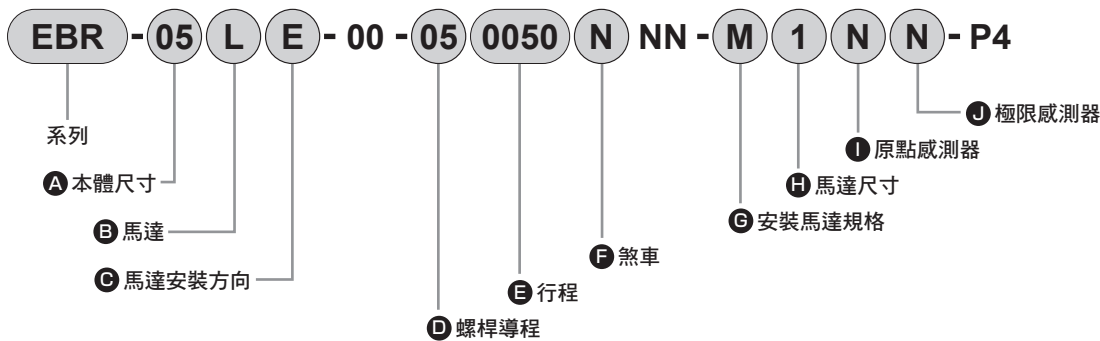 EBR - 05 L E - 00 - 05 0050 N NN - M 1 N N - P4
系列
J 極限感測器
I 原點感測器
A 本體尺寸
H 馬達尺寸
G 安裝馬達規格
B 馬達
F 煞車
C 馬達安裝方向
E 行程
D 螺桿導程